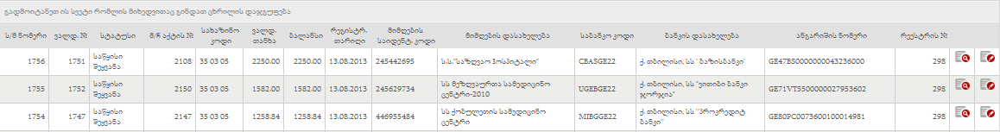 გადმოიტანეთ ის სვეტი რომლის მიხედვითაც გინდათ ცხრილის დაჯგუფება
ს/მ ნომერი ვალდ. № სტატუსი მ/ჩ აქტის № სახაზინო კოდი ვალდ. თანხა ბალანსი რეგისტრ. თარიღი მიმღების საიდენტ. კოდი მიმღების დასახელება საბანკო კოდი ბანკის დასახელება ანგარიშის ნომერი რეესტრის №
1756 1751 საწყისი შეყვანა 2108 35 03 05 2250.00 2250.00 13.08.2013 245442695 ს.ს."საზღვაო ჰოსპიტალი" CBASGE22 ქ. თბილისი, სს ' ბაზისბანკი' GE47BS0000000043236000 298
1755 1752 საწყისი შეყვანა 2150 35 03 05 1582.00 1582.00 13.08.2013 245629734 სს მეზღვაურთა სამედიცინო ცენტრი-2010 UGEBGE22 ქ. თბილისი, სს "ვითიბი ბანკი ჯორჯია" GE71VT5500000027953602 298
1754 1747 საწყისი შეყვანა 2147 35 03 05 1258.84 1258.84 13.08.2013 446955484 სს ქობულეთის სამედიცინო ცენტრი MIBGGE22 ქ. თბილისი, სს "პროკრედიტ ბანკი" GE80PC0073600100014981 298